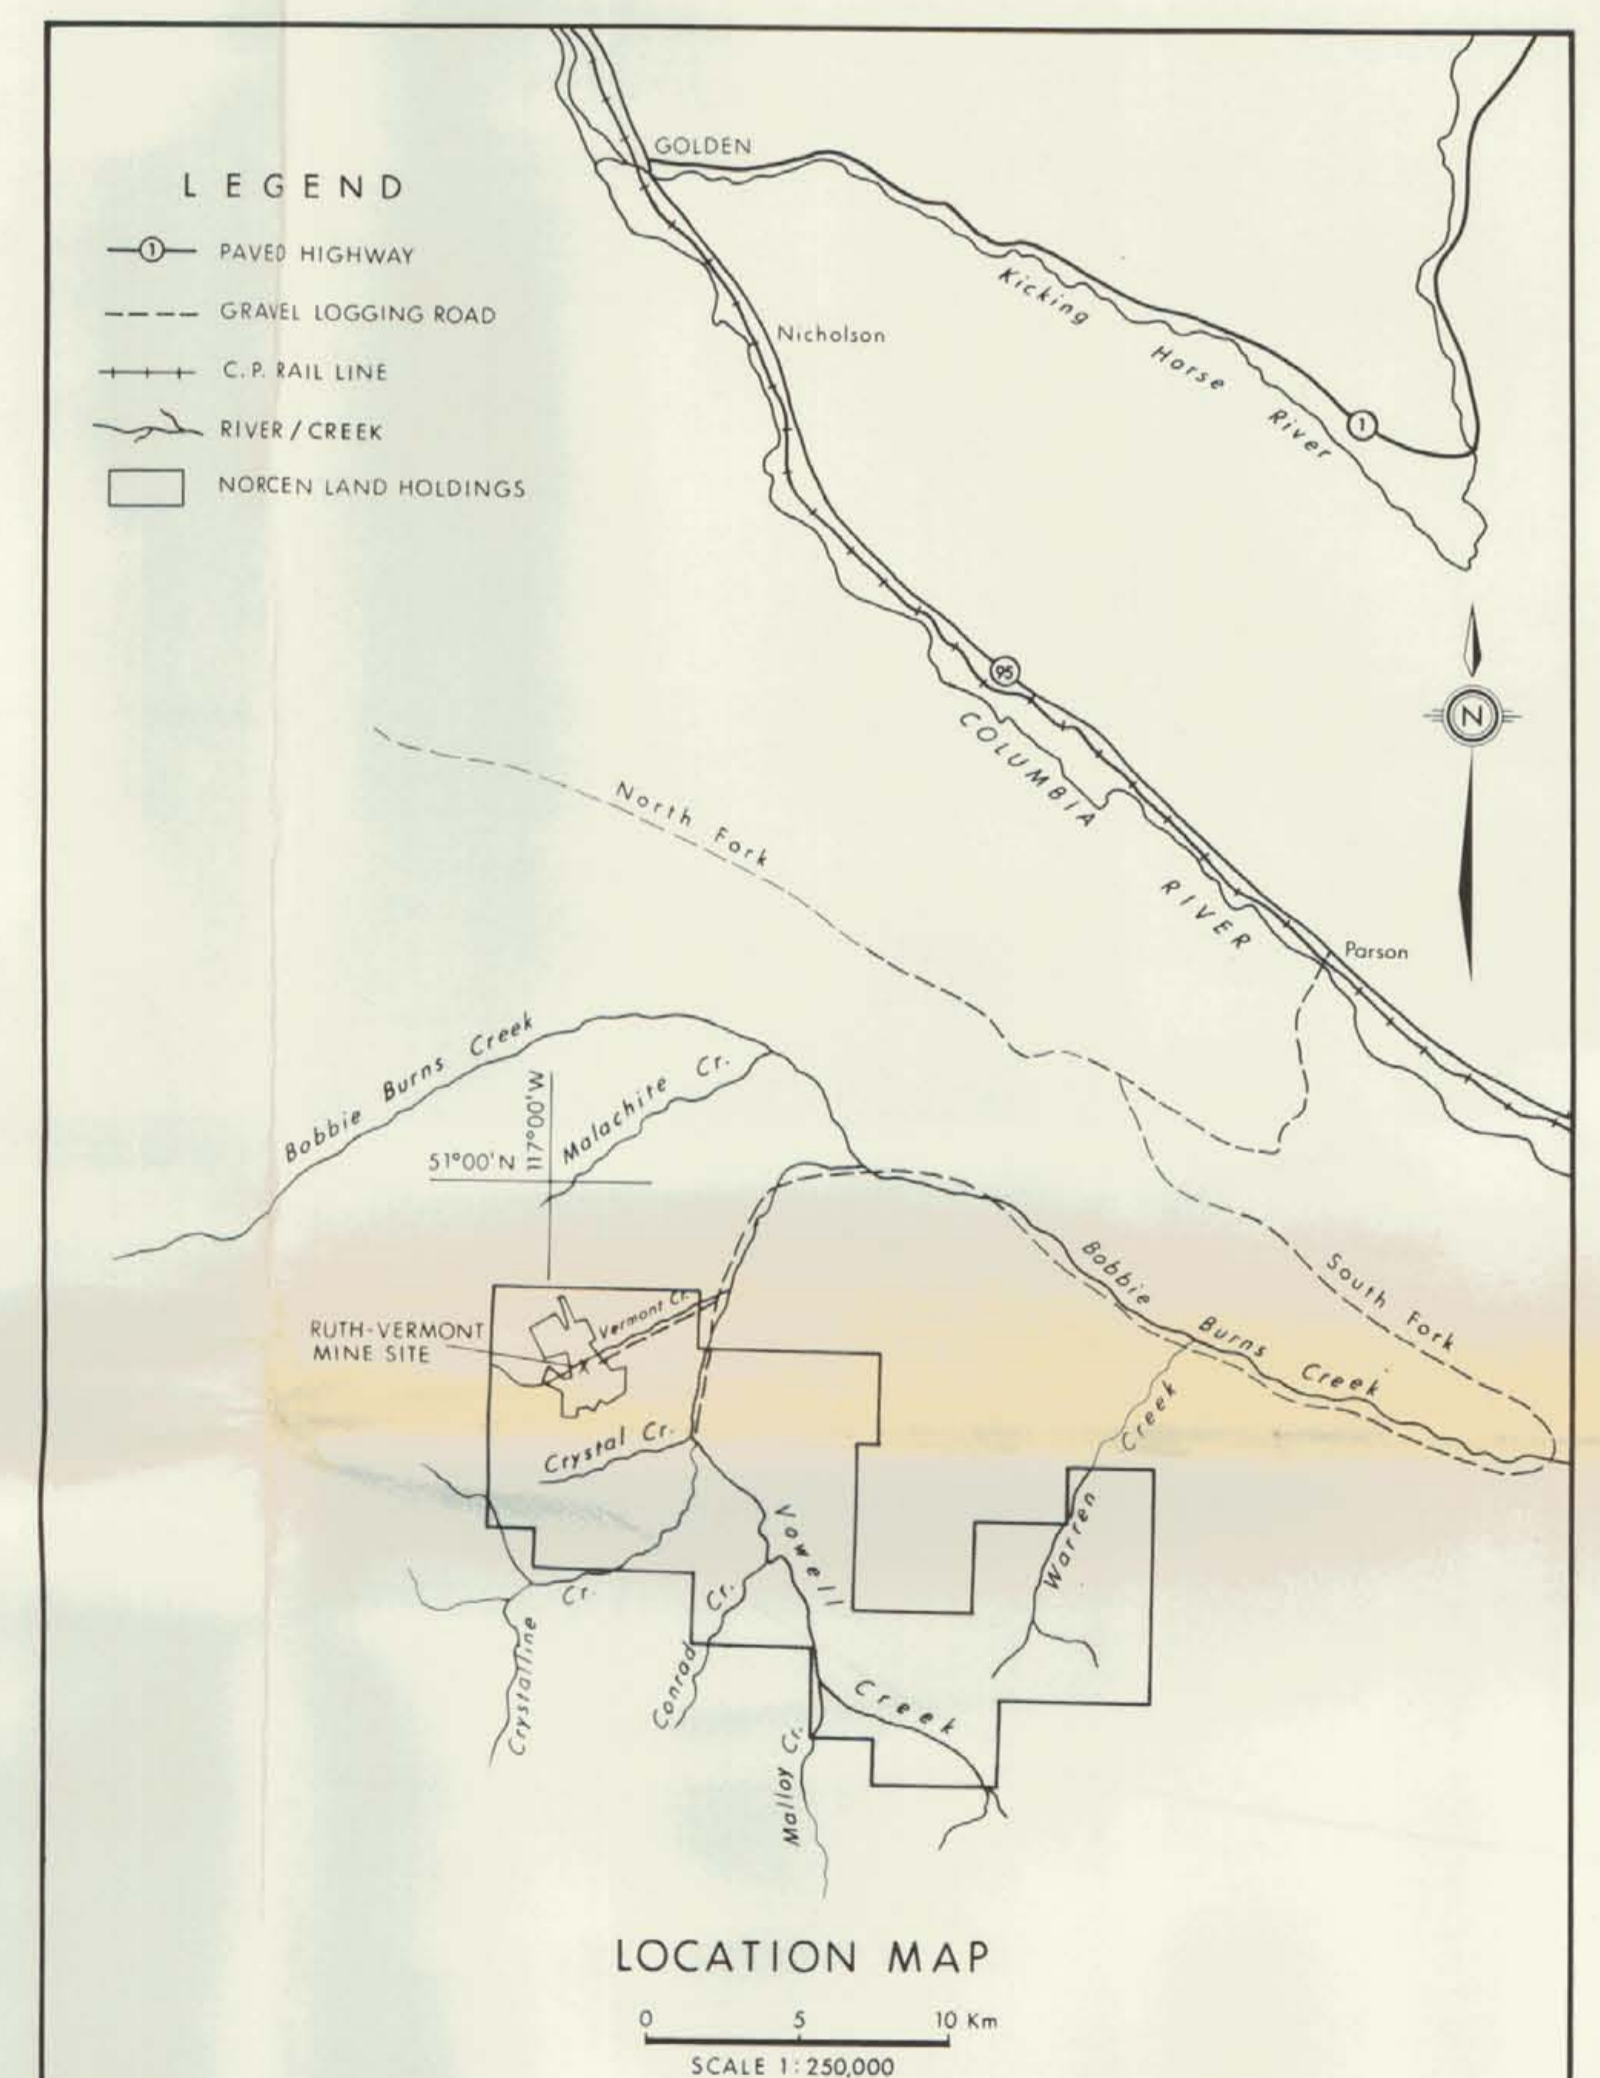 GOLDEN
LEGEND
1 PAVED HIGHWAY
GRAVEL LOGGING ROAD
C.P. RAIL LINE
RIVER / CREEK
NORCEN LAND HOLDINGS
Kicking Horse River
1
Nicholson
95
N
COLUMBIA RIVER
North Fork
Parson
Bobbie Burns Creek
Malachite Cr.
117°00'W
51°00'N
Bobbie Burns Creek
South Fork
RUTH-VERMONT
MINE SITE
Vermont Cr.
Crystal Cr.
Warren Creek
Vowell Creek
Crystalline Cr.
Conrad Cr.
Malloy Cr.
LOCATION MAP
0 5 10 Km
SCALE 1:250,000